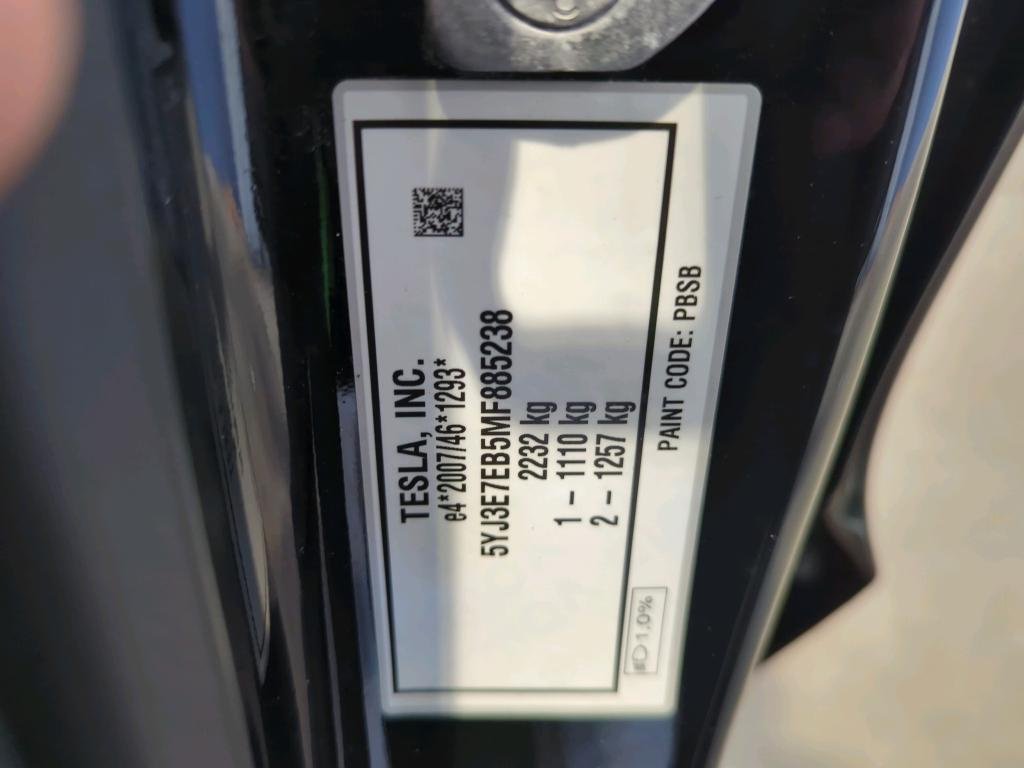 TESLA, INC.
e4*2007/46*1293*
5YJ3E7EB5MF885238
2232 kg
1 – 1110 kg
2 – 1257 kg
1,0%
PAINT CODE: PBSB